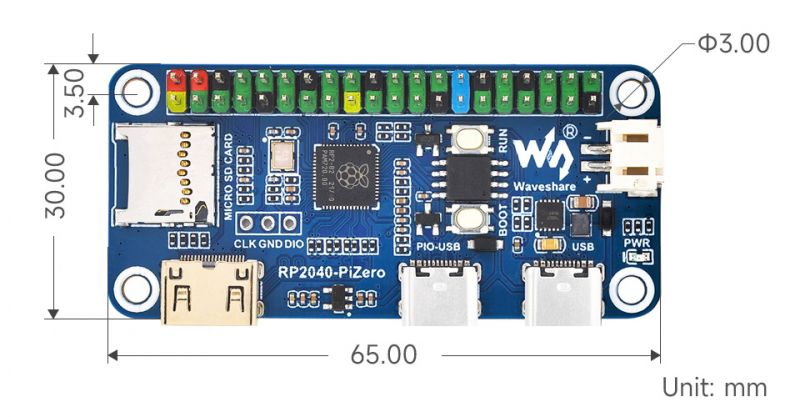 Φ3.00
3.50
30.00
MICRO SD CARD
RUN
®
Waveshare
BOOT
+
CLK GND DIO
PIO-USB
USB
PWR
RP2040-PiZero
65.00
Unit: mm